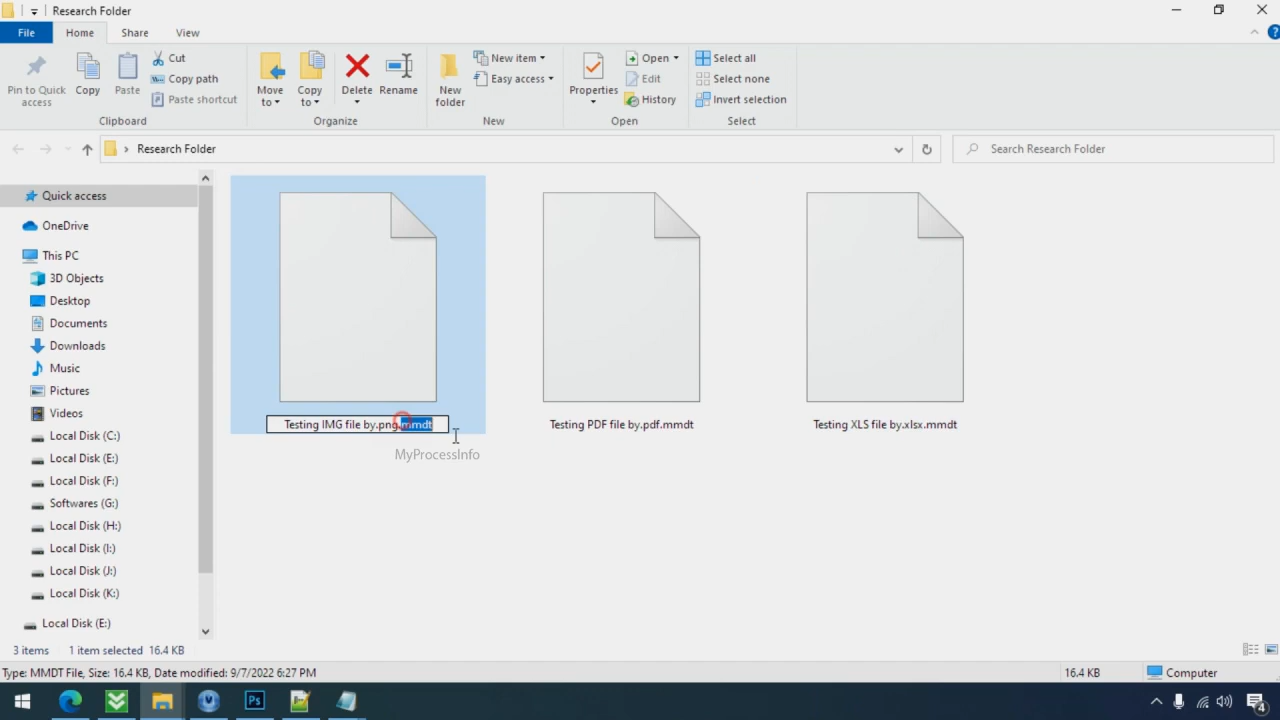 Research Folder
File Home Share View
Pin to Quick access
Copy
Paste
Cut
Copy path
Paste shortcut
Clipboard
Move to
Copy to
Delete
Rename
Organize
New folder
New item
Easy access
New
Properties
Open
Edit
History
Open
Select all
Select none
Invert selection
Select
Research Folder
Search Research Folder
Quick access
OneDrive
This PC
3D Objects
Desktop
Documents
Downloads
Music
Pictures
Videos
Local Disk (C:)
Local Disk (E:)
Local Disk (F:)
Softwares (G:)
Local Disk (H:)
Local Disk (I:)
Local Disk (J:)
Local Disk (K:)
Local Disk (E:)
Testing IMG file by.png.mmdt
Testing PDF file by.pdf.mmdt
Testing XLS file by.xlsx.mmdt
MyProcessInfo
3 items 1 item selected 16.4 KB
Type: MMDT File, Size: 16.4 KB, Date modified: 9/7/2022 6:27 PM
16.4 KB
Computer
Ps
4